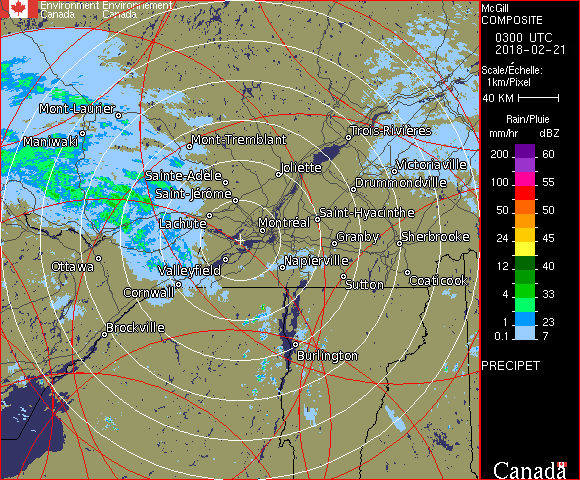 Environment Environnement
Canada Canada
McGill
COMPOSITE
0300 UTC
2018-02-21
Scale/Échelle:
1km/Pixel
40 KM
Rain/Pluie
mm/hr dBZ
200 60
150 57
100 55
50 50
24 45
12 40
4 33
1 23
0.1 7
PRECIPET
Canada
Mont-Laurier
Maniwaki
Mont-Tremblant
Trois-Rivières
Sainte-Adèle
Joliette
Victoriaville
Saint-Jérôme
Drummondville
Lachute
Montréal
Saint-Hyacinthe
Granby
Sherbrooke
Ottawa
Valleyfield
Napierville
Cornwall
Sutton
Coaticook
Brockville
Burlington